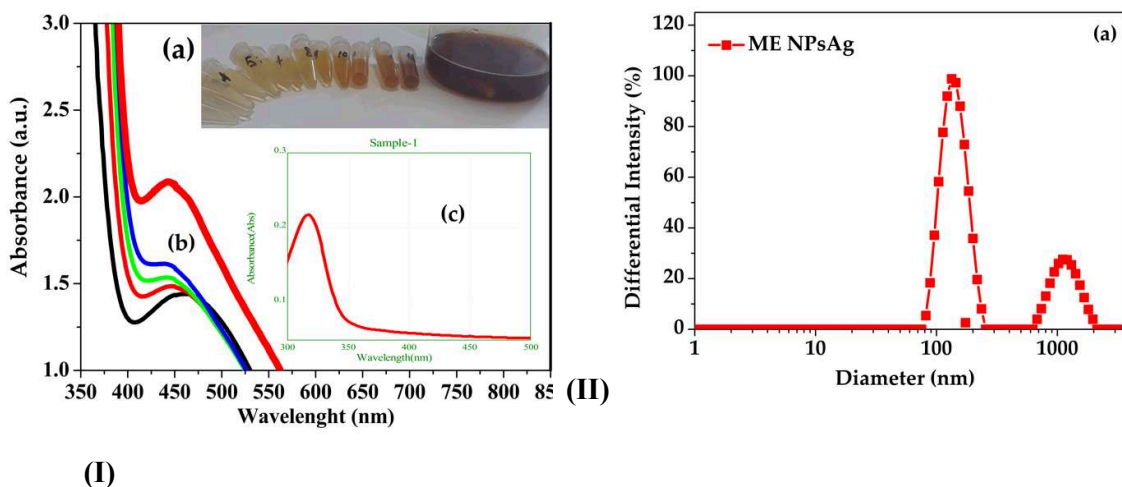 (a)
Sample-1
0.3
0.2
0.1
Absorbance(Abs)
(c)
300
350
400
450
500
Wavelength(nm)
(b)
3.0
2.5
2.0
1.5
1.0
Absorbance (a.u.)
350 400 450 500 550 600 650 700 750 800 85
Wavelenght (nm)
(I)
(II)
ME NPsAg
(a)
120
100
80
60
40
20
0
Differential Intensity (%)
1
10
100
1000
Diameter (nm)